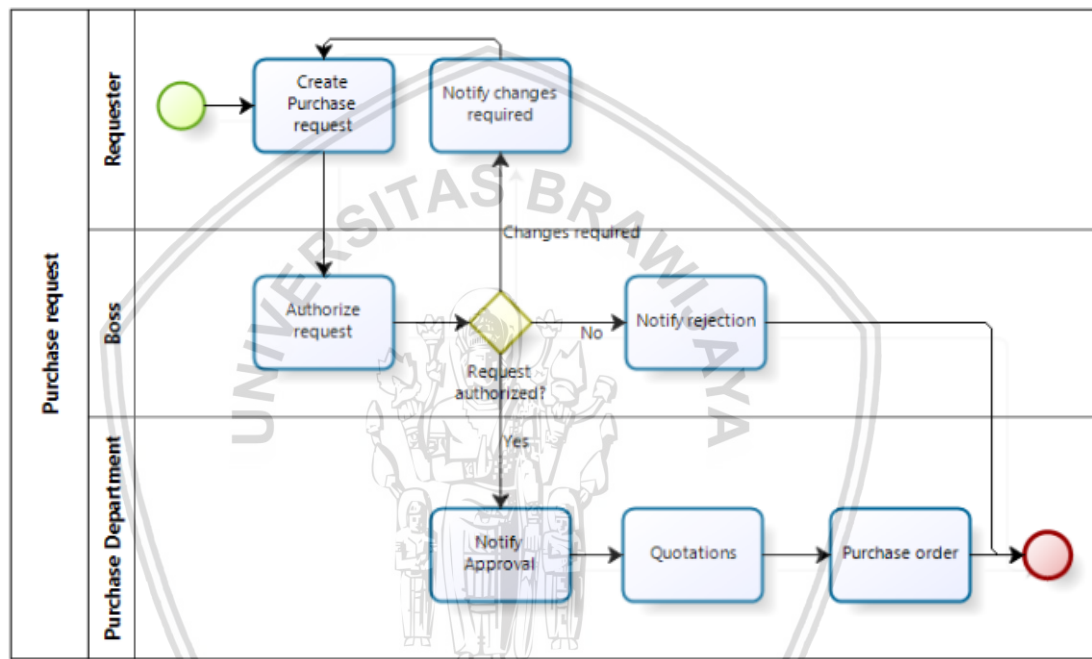 Purchase request
Requester
Create
Purchase
request
Notify changes
required
Changes required
Boss
Authorize
request
Request
authorized?
No
Notify rejection
Yes
Purchase Department
Notify
Approval
Quotations
Purchase order
UNIVERSITAS BRAWIJAYA